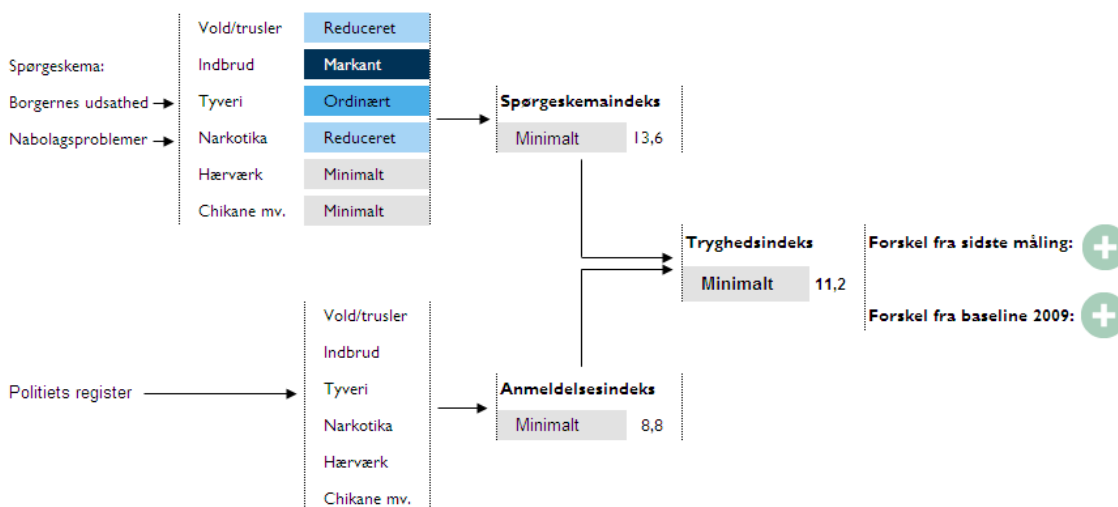 Vold/trusler Reduceret
Spørgeskema: Indbrud Markant
Borgernes udsathed Tyveri Ordinært
Nabolagsproblemer Narkotika Reduceret
Hærværk Minimalt
Chikane mv. Minimalt
Spørgeskemaindeks
Minimalt 13,6
Tryghedsindeks
Minimalt 11,2
Forskel fra sidste måling:
Forskel fra baseline 2009:
Politiets register
Vold/trusler
Indbrud
Tyveri
Narkotika
Hærværk
Chikane mv.
Anmeldelsesindeks
Minimalt 8,8